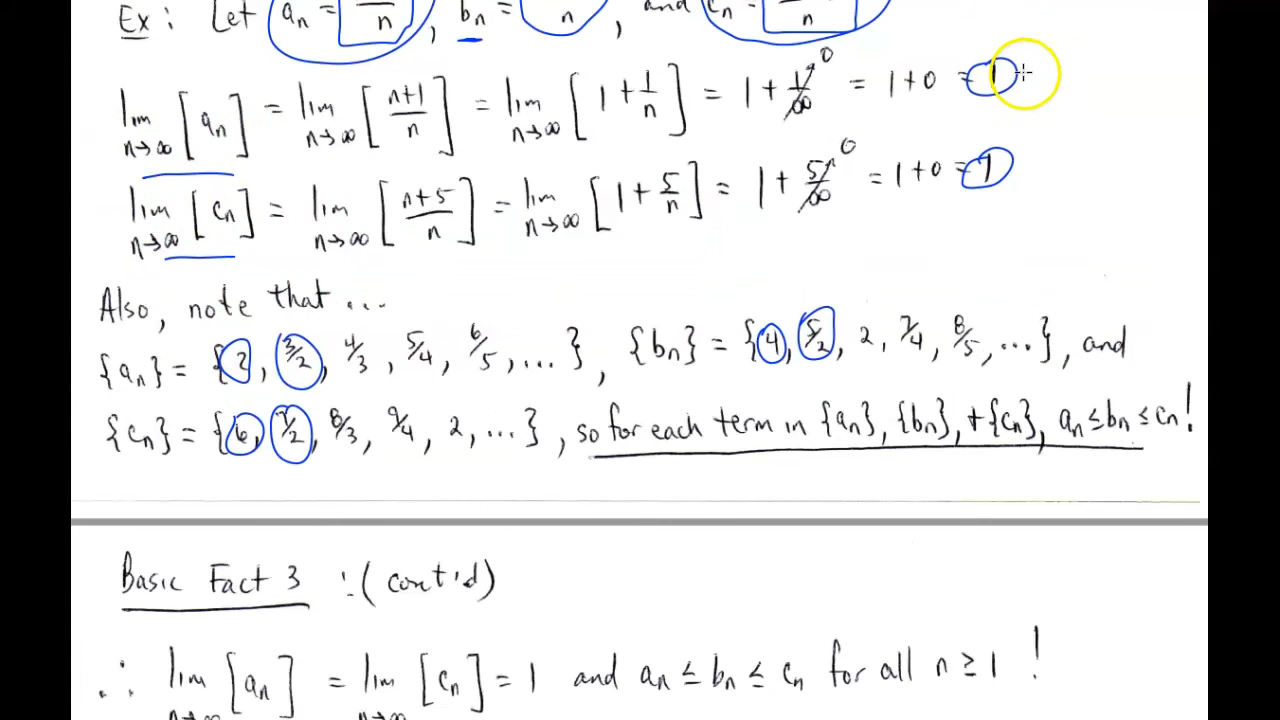 Ex: Let aₙ = n, bₙ = n, and cₙ = n
lim n→∞ [aₙ] = lim n→∞ [n+1/n] = lim n→∞ [1 + 1/n] = 1 + 1/∞ 0 = 1+0 = 1
lim n→∞ [cₙ] = lim n→∞ [n+5/n] = lim n→∞ [1 + 5/n] = 1 + 5/∞ 0 = 1+0 = 1
Also, note that ...
{aₙ} = {2, 3/2, 4/3, 5/4, 6/5, ...}, {bₙ} = {4, 5/2, 2, 7/4, 8/5, ...}, and
{cₙ} = {6, 7/2, 8/3, 9/4, 2, ...}, so for each term in {aₙ}, {bₙ}, + {cₙ}, aₙ ≤ bₙ ≤ cₙ!
Basic Fact 3 : (cont'd)
∴ lim n→∞ [aₙ] = lim n→∞ [cₙ] = 1 and aₙ ≤ bₙ ≤ cₙ for all n ≥ 1 !